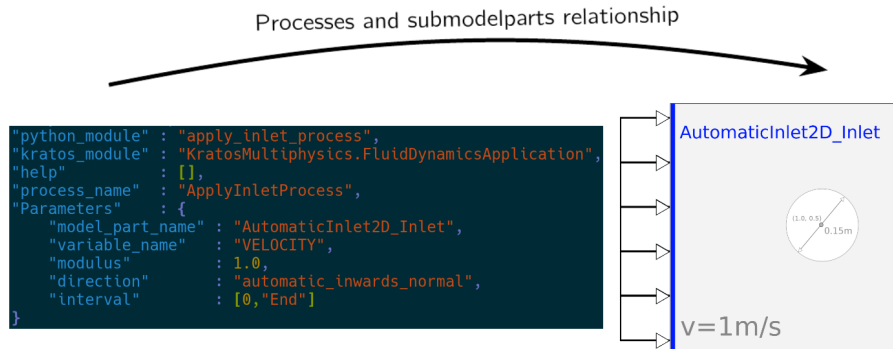 Processes and submodelparts relationship
"python_module" : "apply_inlet_process",
"kratos_module" : "KratosMultiphysics.FluidDynamicsApplication",
"help"          : [],
"process_name"  : "ApplyInletProcess",
"Parameters"    : {
    "model_part_name" : "AutomaticInlet2D_Inlet",
    "variable_name"   : "VELOCITY",
    "modulus"         : 1.0,
    "direction"       : "automatic_inwards_normal",
    "interval"        : [0,"End"]
}
AutomaticInlet2D_Inlet
(1.0, 0.5)
0.15m
v=1m/s